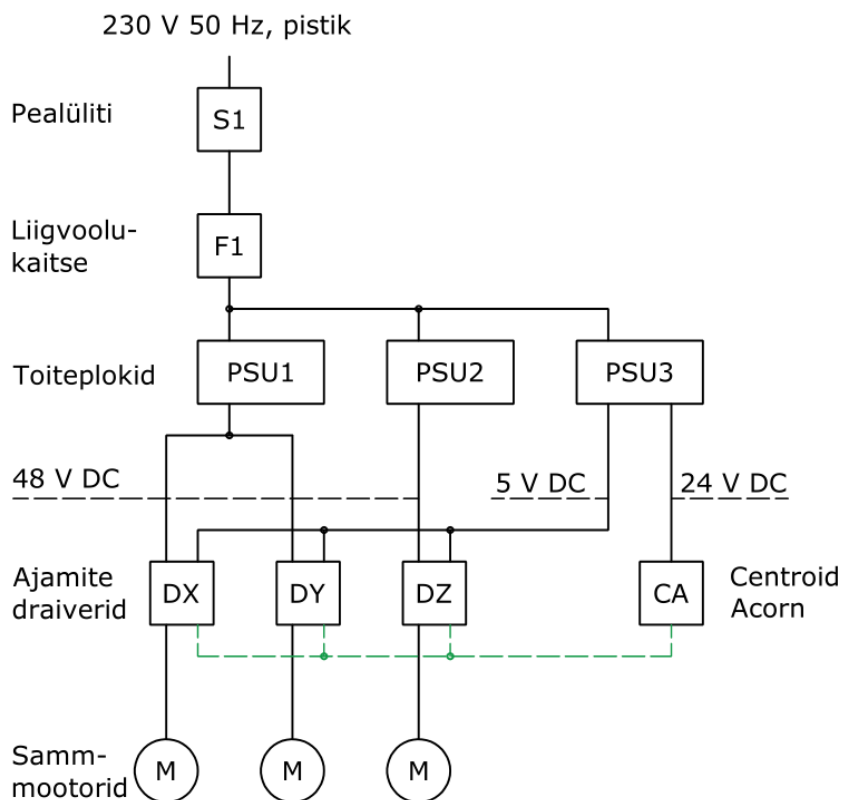 230 V 50 Hz, pistik
Pealüliti
S1
Liigvoolu-
kaitse
F1
Toiteplokid
PSU1
PSU2
PSU3
48 V DC
5 V DC
24 V DC
Ajamite
draiverid
DX
DY
DZ
CA
Centroid
Acorn
Samm-
mootorid
M
M
M